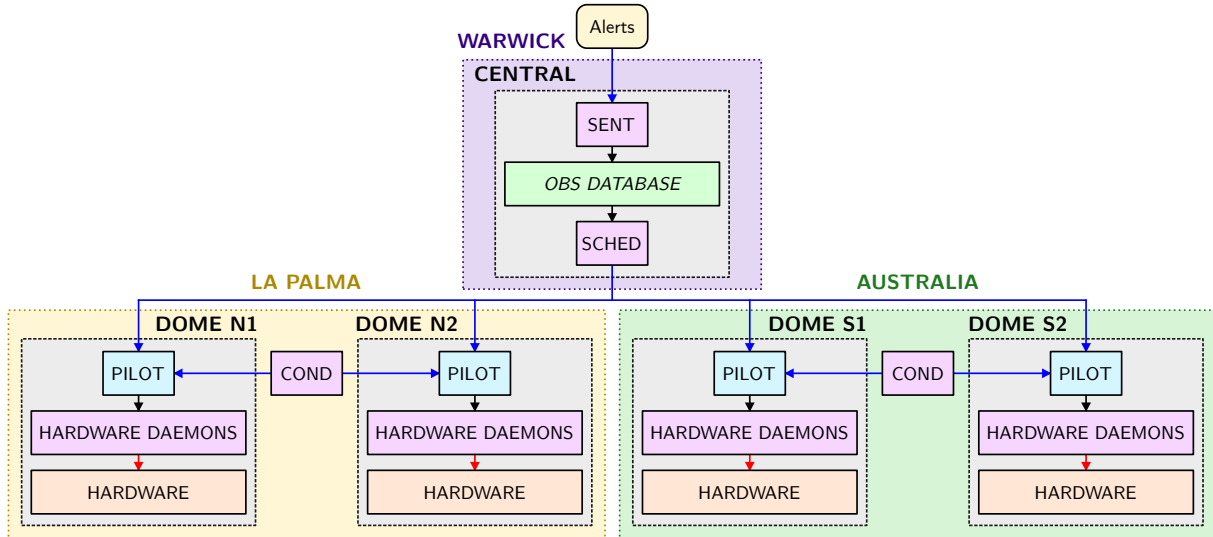 Alerts
WARWICK
CENTRAL
SENT
OBS DATABASE
SCHED
LA PALMA
AUSTRALIA
DOME N1
DOME N2
DOME S1
DOME S2
PILOT
COND
PILOT
PILOT
COND
PILOT
HARDWARE DAEMONS
HARDWARE DAEMONS
HARDWARE DAEMONS
HARDWARE DAEMONS
HARDWARE
HARDWARE
HARDWARE
HARDWARE